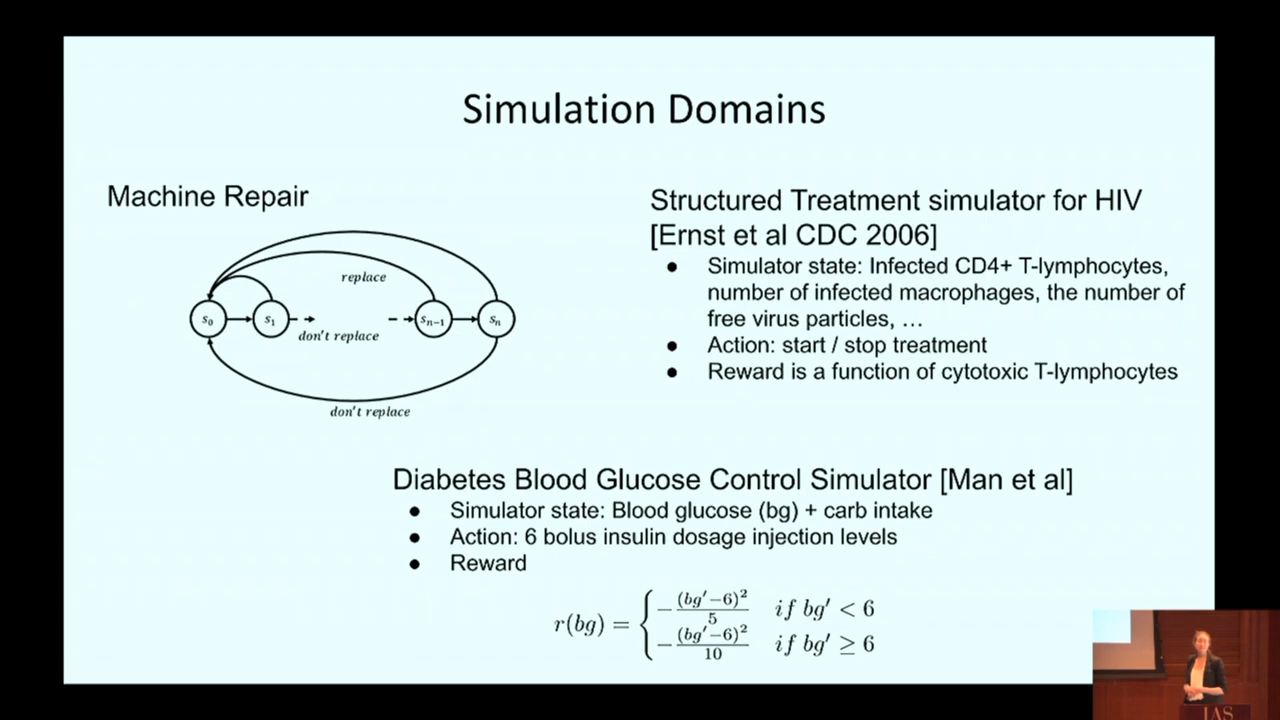 Simulation Domains
Machine Repair
replace
s₀
s₁
sₙ₋₁
sₙ
don't replace
don't replace
Structured Treatment simulator for HIV
[Ernst et al CDC 2006]
● Simulator state: Infected CD4+ T-lymphocytes,
number of infected macrophages, the number of
free virus particles, …
● Action: start / stop treatment
● Reward is a function of cytotoxic T-lymphocytes
Diabetes Blood Glucose Control Simulator [Man et al]
● Simulator state: Blood glucose (bg) + carb intake
● Action: 6 bolus insulin dosage injection levels
● Reward
r(bg) = { −(bg′−6)²/5 if bg′ < 6
−(bg′−6)²/10 if bg′ ≥ 6
IAS